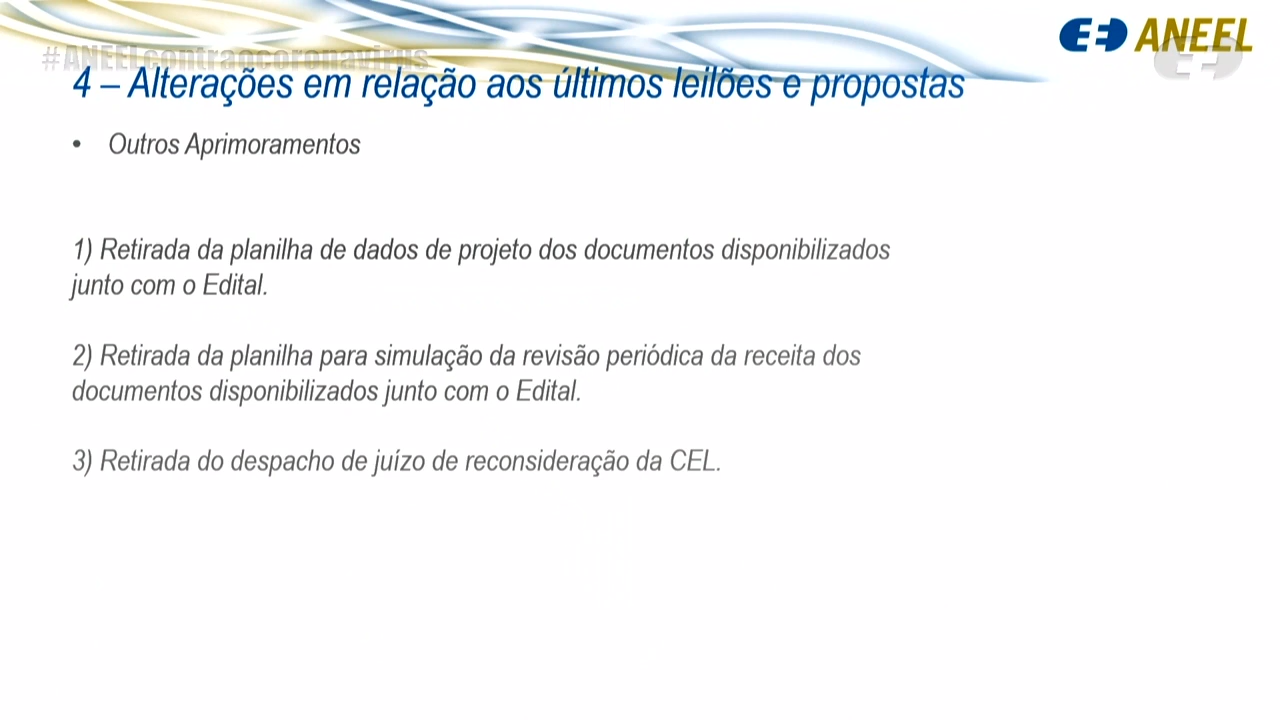 #ANEELcontraocoronavirus
ANEEL
4 – Alterações em relação aos últimos leilões e propostas
• Outros Aprimoramentos
1) Retirada da planilha de dados de projeto dos documentos disponibilizados
junto com o Edital.
2) Retirada da planilha para simulação da revisão periódica da receita dos
documentos disponibilizados junto com o Edital.
3) Retirada do despacho de juízo de reconsideração da CEL.